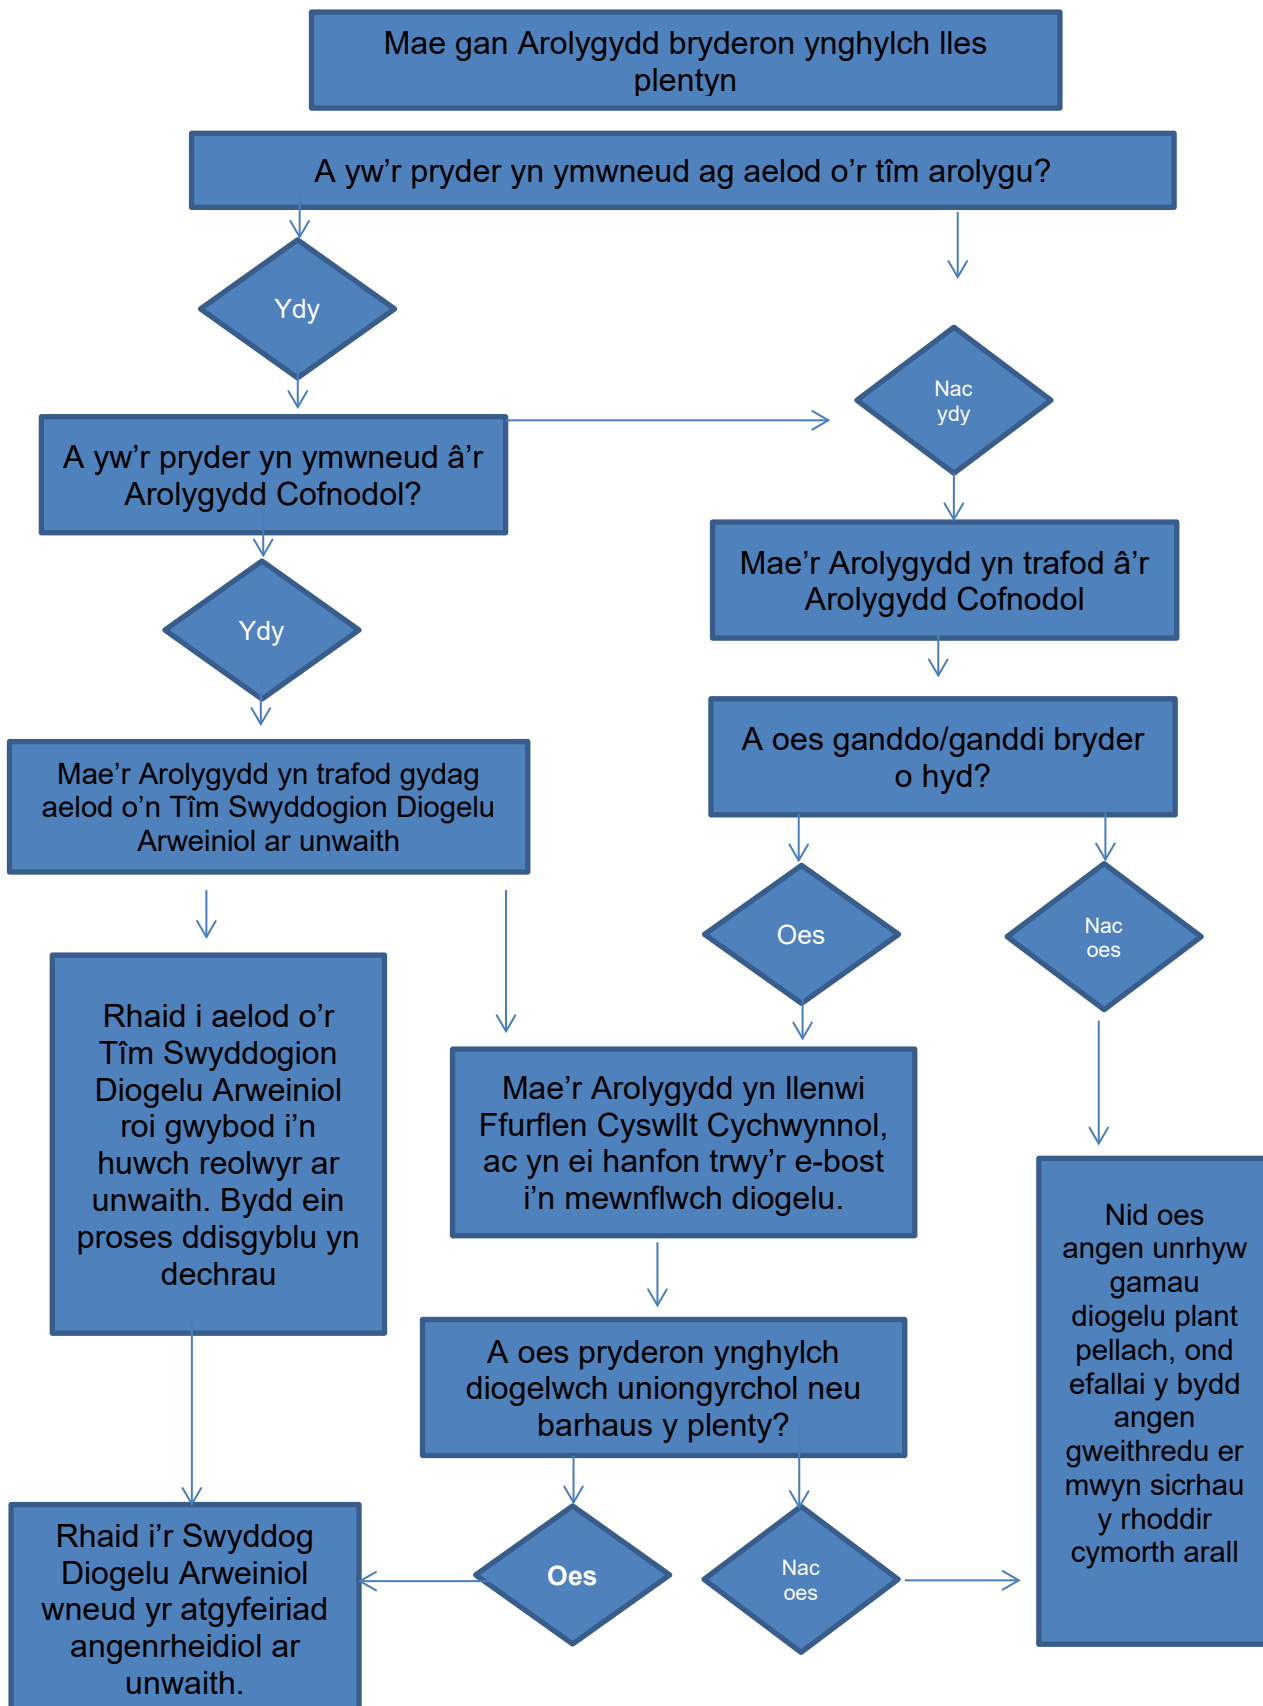 Mae gan Arolygydd bryderon ynghylch lles
plentyn
A yw'r pryder yn ymwneud ag aelod o'r tîm arolygu?
Ydy
Nac
ydy
A yw'r pryder yn ymwneud â'r
Arolygydd Cofnodol?
Mae'r Arolygydd yn trafod â'r
Arolygydd Cofnodol
Ydy
A oes ganddo/ganddi bryder
o hyd?
Mae'r Arolygydd yn trafod gydag
aelod o'n Tîm Swyddogion Diogelu
Arweiniol ar unwaith
Oes
Nac
oes
Rhaid i aelod o'r
Tîm Swyddogion
Diogelu Arweiniol
roi gwybod i'n
huwch reolwyr ar
unwaith. Bydd ein
proses ddisgyblu yn
dechrau
Mae'r Arolygydd yn llenwi
Ffurflen Cyswllt Cychwynnol,
ac yn ei hanfon trwy'r e-bost
i'n mewnflwch diogelu.
Nid oes
angen unrhyw
gamau
diogelu plant
pellach, ond
efallai y bydd
angen
gweithredu er
mwyn sicrhau
y rhoddir
cymorth arall
A oes pryderon ynghylch
diogelwch uniongyrchol neu
barhaus y plenty?
Oes
Nac
oes
Rhaid i'r Swyddog
Diogelu Arweiniol
wneud yr atgyfeiriad
angenrheidiol ar
unwaith.